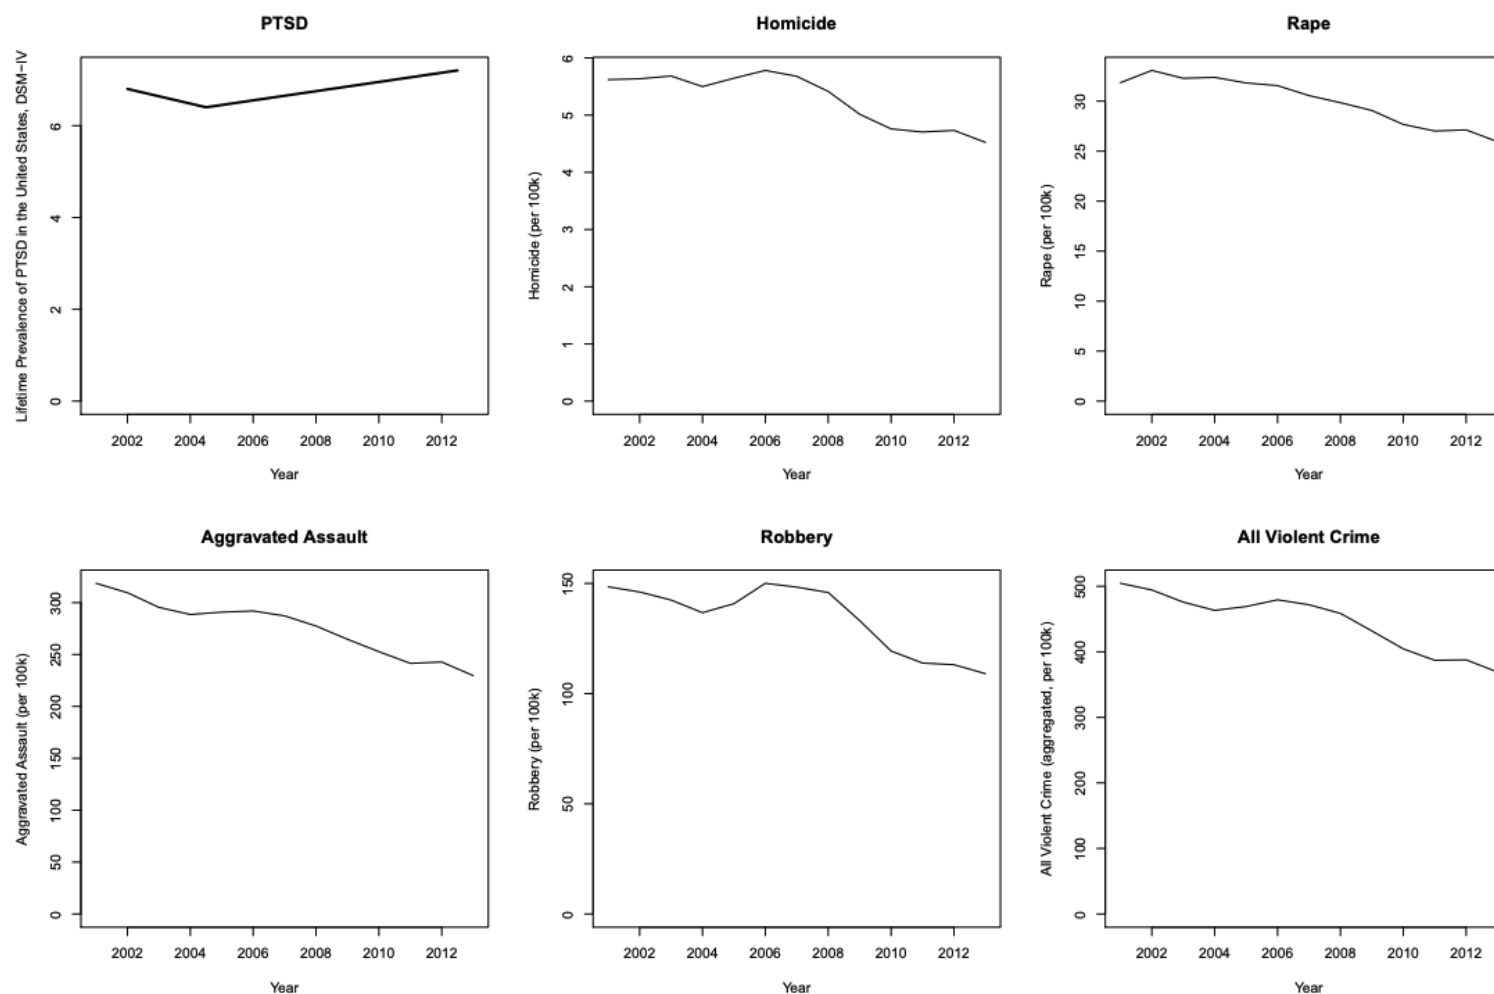 PTSD
Lifetime Prevalence of PTSD in the United States, DSM−IV
0
2
4
6
2002 2004 2006 2008 2010 2012
Year
Homicide
Homicide (per 100k)
0
1
2
3
4
5
6
2002 2004 2006 2008 2010 2012
Year
Rape
Rape (per 100k)
0
5
10
15
20
25
30
2002 2004 2006 2008 2010 2012
Year
Aggravated Assault
Aggravated Assault (per 100k)
0
50
100
150
200
250
300
2002 2004 2006 2008 2010 2012
Year
Robbery
Robbery (per 100k)
0
50
100
150
2002 2004 2006 2008 2010 2012
Year
All Violent Crime
All Violent Crime (aggregated, per 100k)
0
100
200
300
400
500
2002 2004 2006 2008 2010 2012
Year